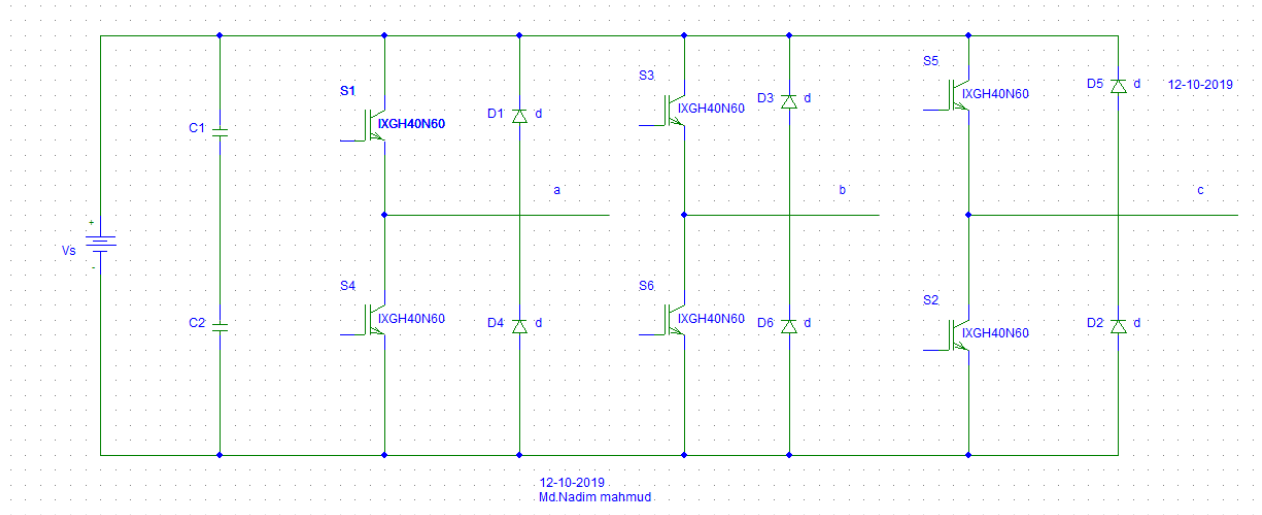 S1
IXGH40N60
D1
d
S3
IXGH40N60
D3
d
S5
IXGH40N60
D5
d
12-10-2019
C1
a
b
c
+
Vs
-
S4
IXGH40N60
C2
D4
d
S6
IXGH40N60
D6
d
S2
IXGH40N60
D2
d
12-10-2019
Md.Nadim mahmud